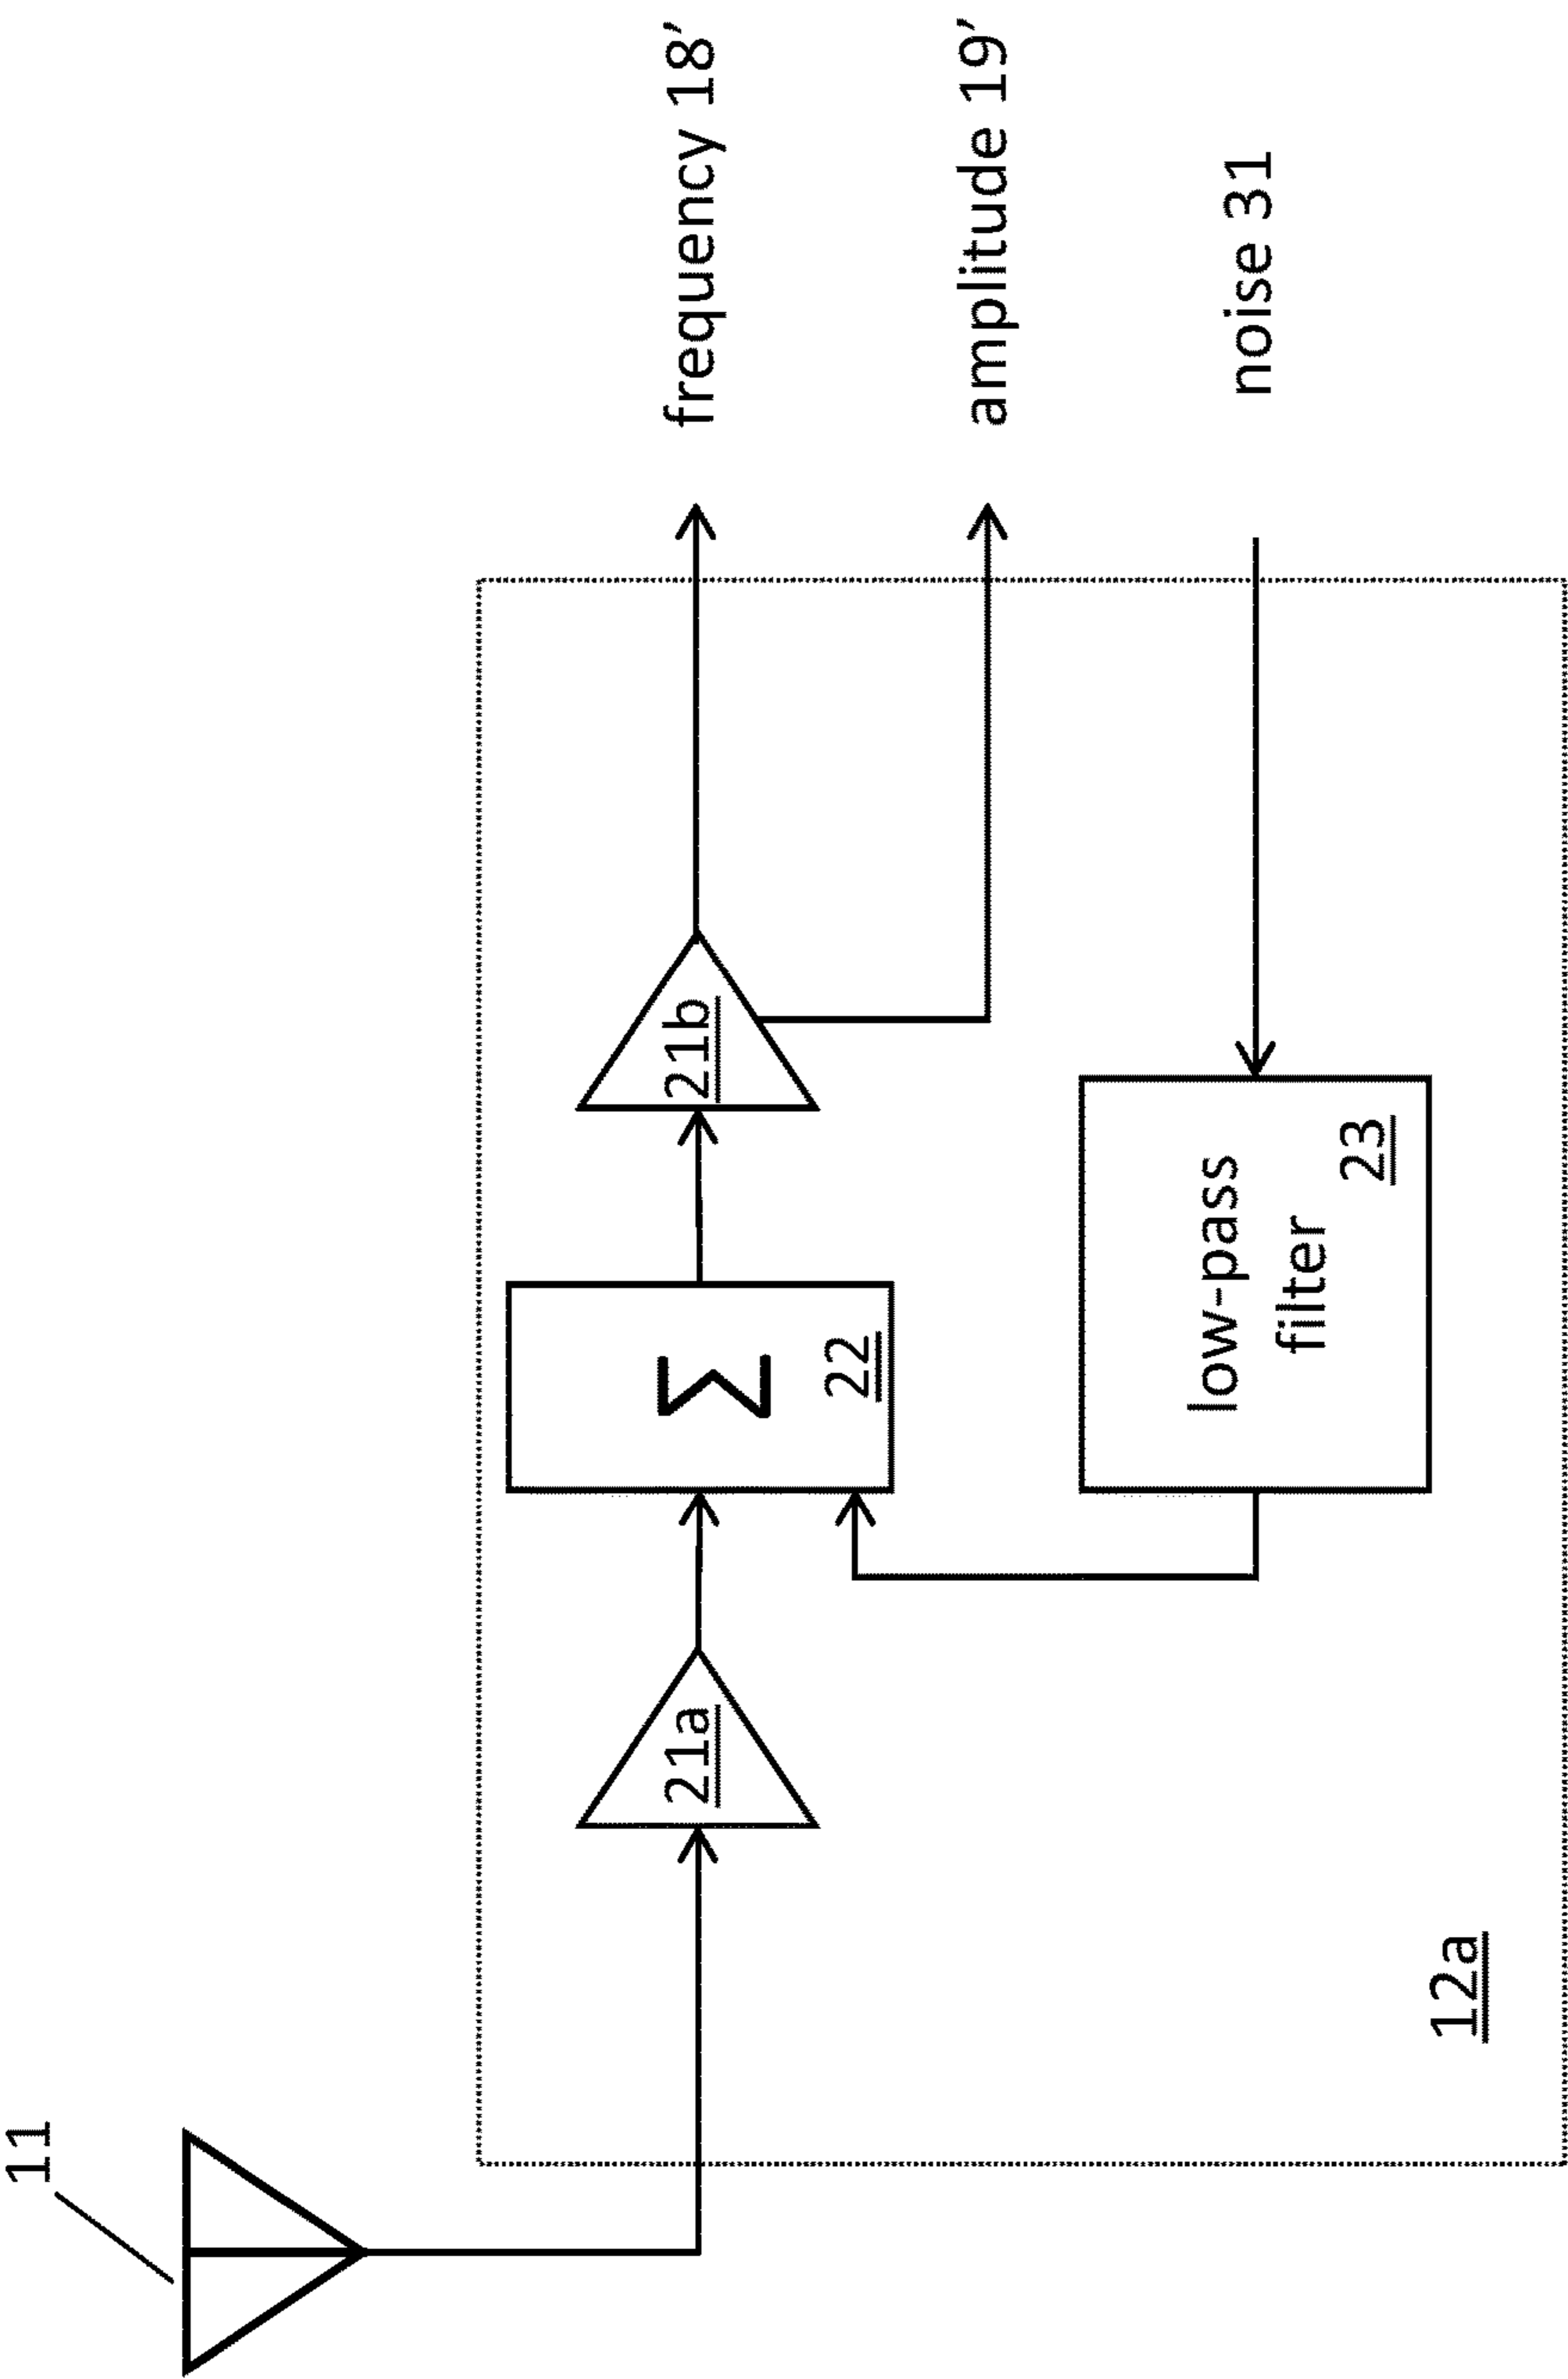 11
frequency 18′
21a
Σ
22
21b
amplitude 19′
low-pass
filter
23
noise 31
12a